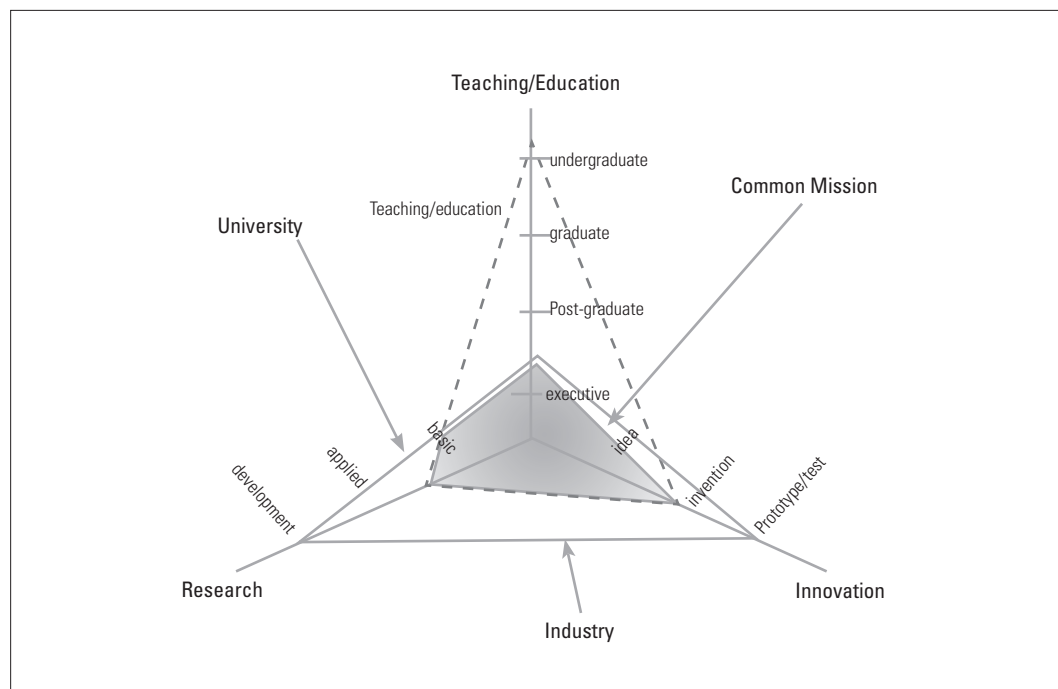 Teaching/Education
undergraduate
Common Mission
Teaching/education
University
graduate
Post-graduate
executive
basic
idea
applied
invention
development
Prototype/test
Research
Innovation
Industry